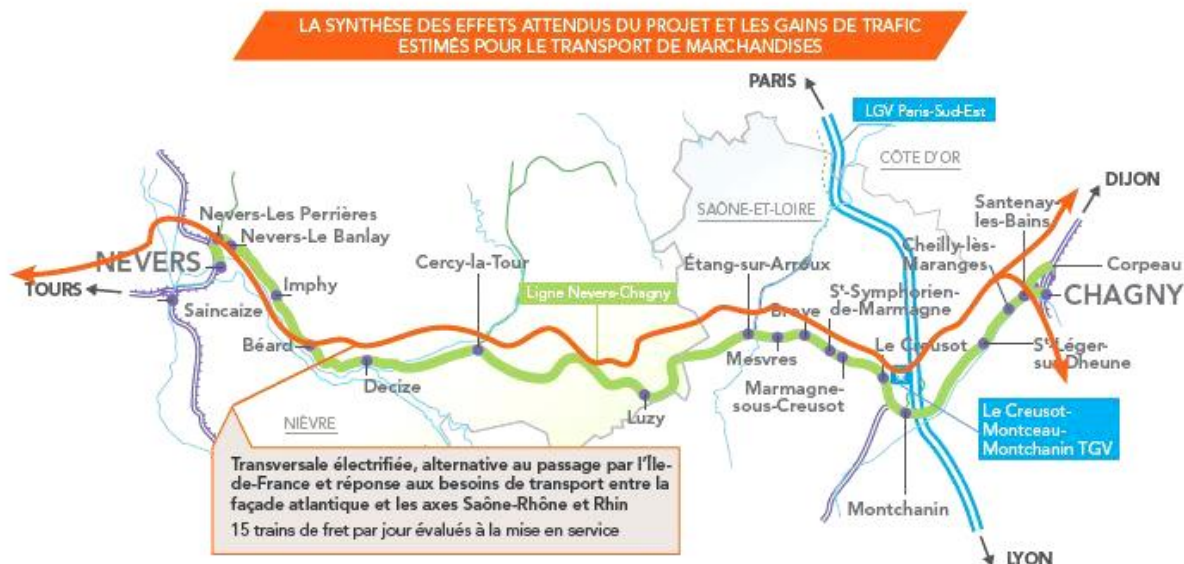 LA SYNTHÈSE DES EFFETS ATTENDUS DU PROJET ET LES GAINS DE TRAFIC
ESTIMÉS POUR LE TRANSPORT DE MARCHANDISES
PARIS
LGV Paris-Sud-Est
CÔTE D'OR
DIJON
Santenay-
les-Bains
SAÔNE-ET-LOIRE
Nevers-Les Perrières
Nevers-Le Banlay
Cheilly-lès-
Maranges
Corpeau
NEVERS
Cercy-la-Tour
Étang-sur-Arroux
CHAGNY
TOURS
Imphy
Ligne Nevers-Chagny
St-Symphorien-
de-Marmagne
Broye
Saincaize
Béard
Mesvres
Le Creusot
St-Léger-
sur-Dheune
Decize
Marmagne-
sous-Creusot
Luzy
NIÈVRE
Le Creusot-
Montceau-
Montchanin TGV
Transversale électrifiée, alternative au passage par l'Île-
de-France et réponse aux besoins de transport entre la
façade atlantique et les axes Saône-Rhône et Rhin
15 trains de fret par jour évalués à la mise en service
Montchanin
LYON